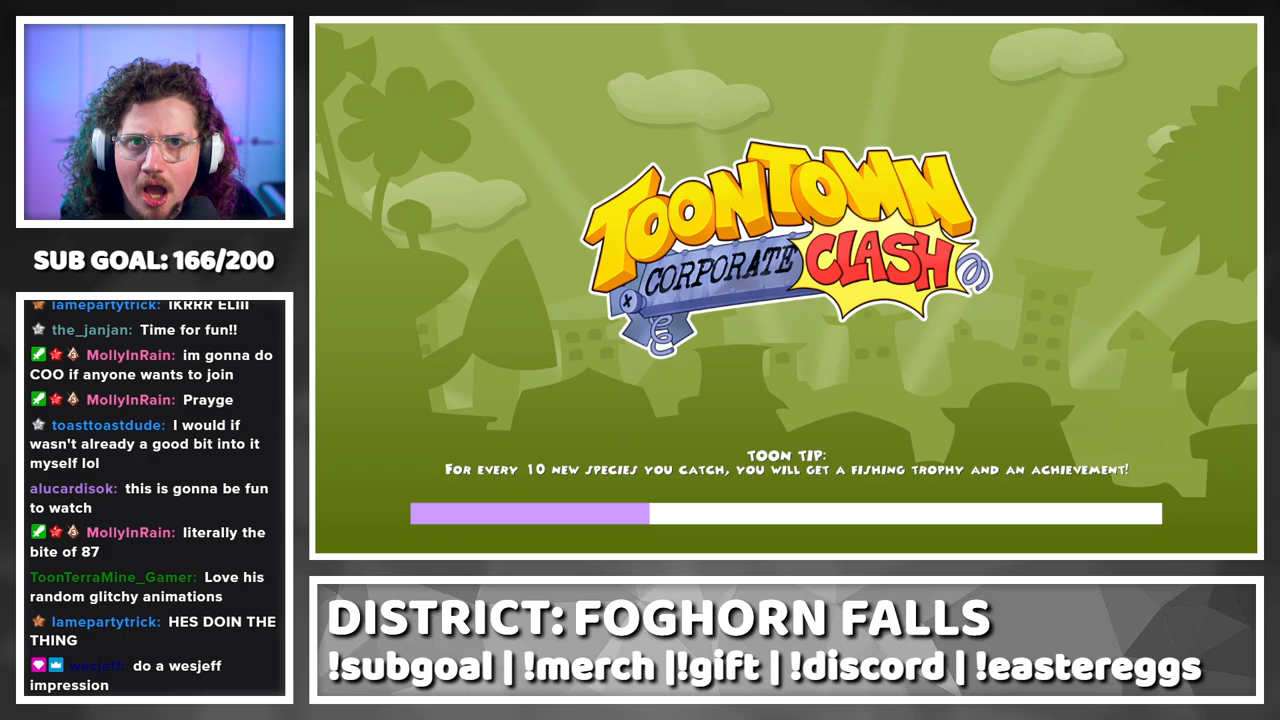 SUB GOAL: 166/200
lamepartytrick: IKRRR ELIII
the_janjan: Time for fun!!
MollyInRain: im gonna do
COO if anyone wants to join
MollyInRain: Prayge
toasttoastdude: I would if
wasn't already a good bit into it
myself lol
alucardisok: this is gonna be fun
to watch
MollyInRain: literally the
bite of 87
ToonTerraMine_Gamer: Love his
random glitchy animations
lamepartytrick: HES DOIN THE
THING
wesjeff: do a wesjeff
impression
TOONTOWN
CORPORATE CLASH
TOON TIP:
FOR EVERY 10 NEW SPECIES YOU CATCH, YOU WILL GET A FISHING TROPHY AND AN ACHIEVEMENT!
DISTRICT: FOGHORN FALLS
!subgoal | !merch |!gift | !discord | !eastereggs